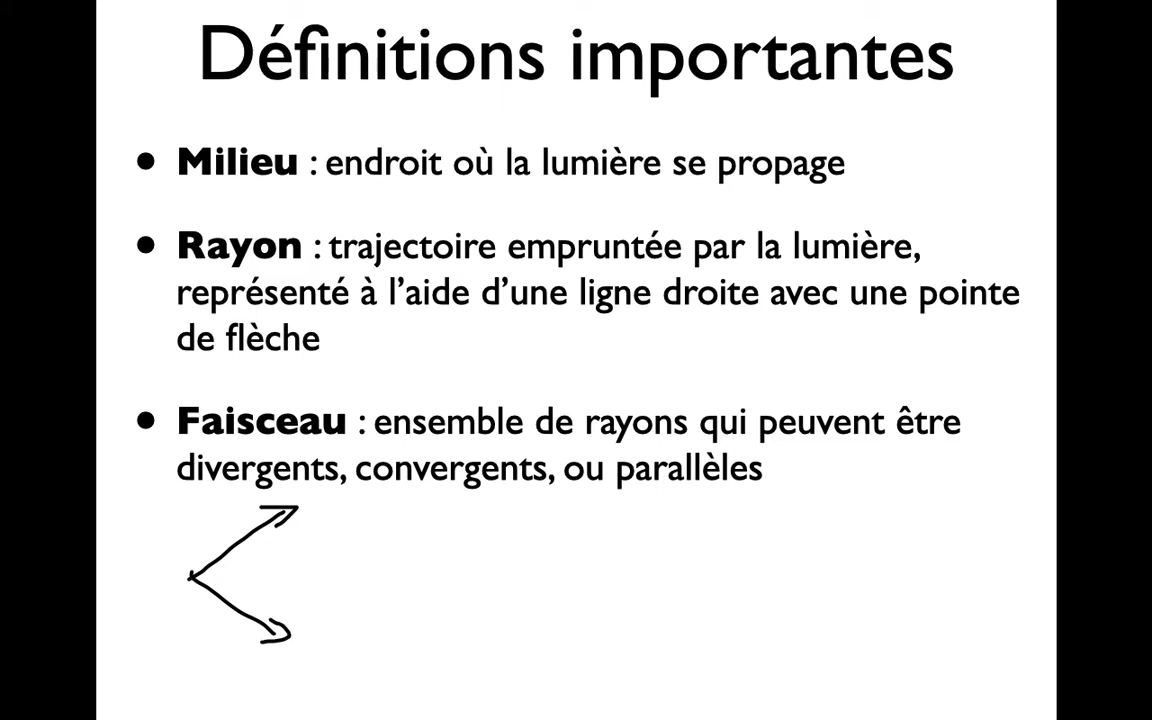 Définitions importantes
• Milieu : endroit où la lumière se propage
• Rayon : trajectoire empruntée par la lumière,
représenté à l’aide d’une ligne droite avec une pointe
de flèche
• Faisceau : ensemble de rayons qui peuvent être
divergents, convergents, ou parallèles